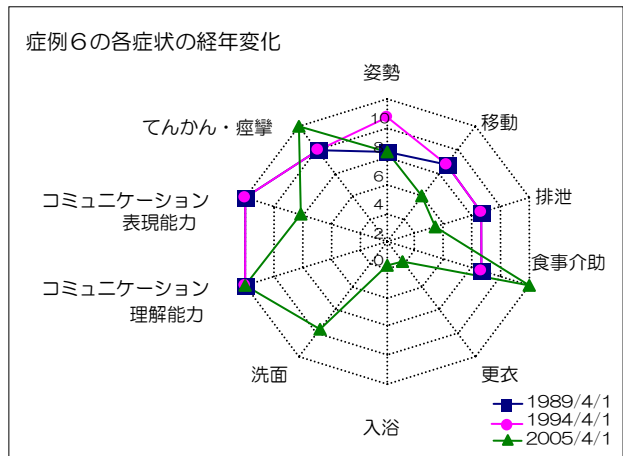 症例６の各症状の経年変化
姿勢
移動
排泄
食事介助
更衣
入浴
洗面
コミュニケーション
理解能力
コミュニケーション
表現能力
てんかん・痙攣
10
8
6
4
2
0
1989/4/1
1994/4/1
2005/4/1